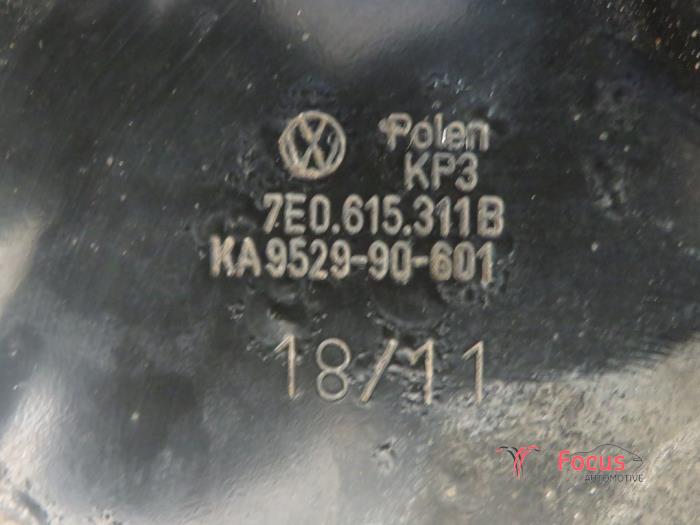 Polen
KP3
7E0.615.311B
KA9529-90-601
18/11
Focus
AUTOMOTIVE